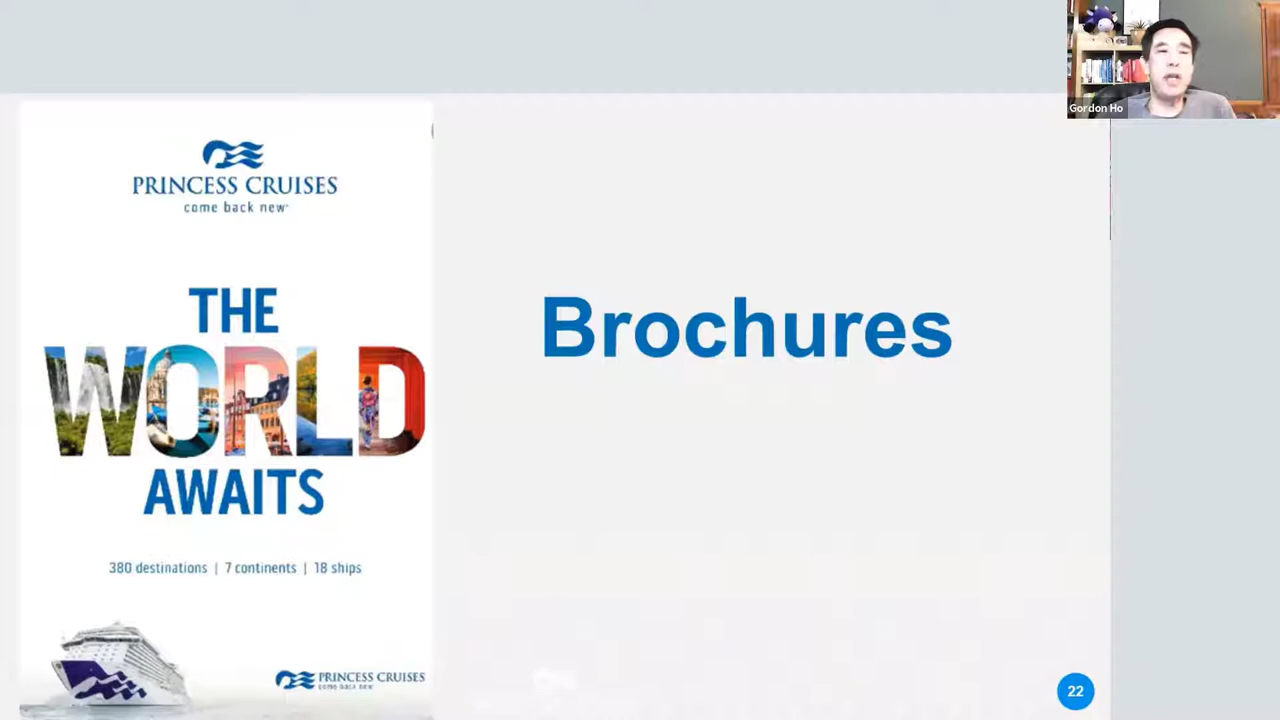 PRINCESS CRUISES
come back new
THE
WORLD
AWAITS
380 destinations | 7 continents | 18 ships
PRINCESS CRUISES
come back new
Brochures
22
Gordon Ho